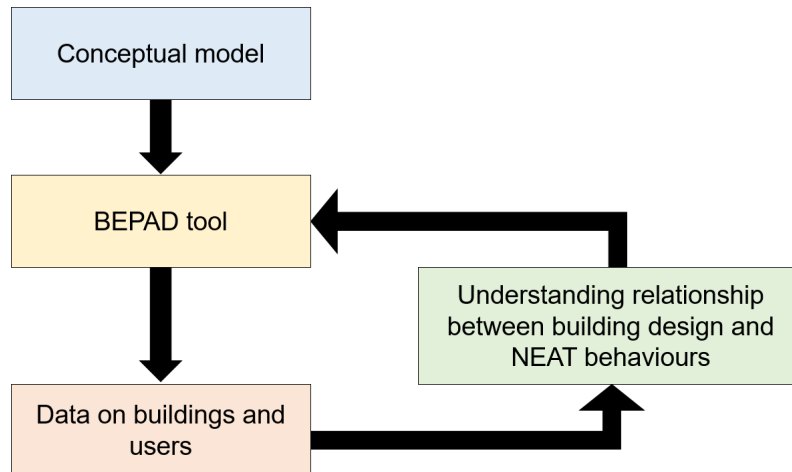 Conceptual model
BEPAD tool
Understanding relationship
between building design and
NEAT behaviours
Data on buildings and
users